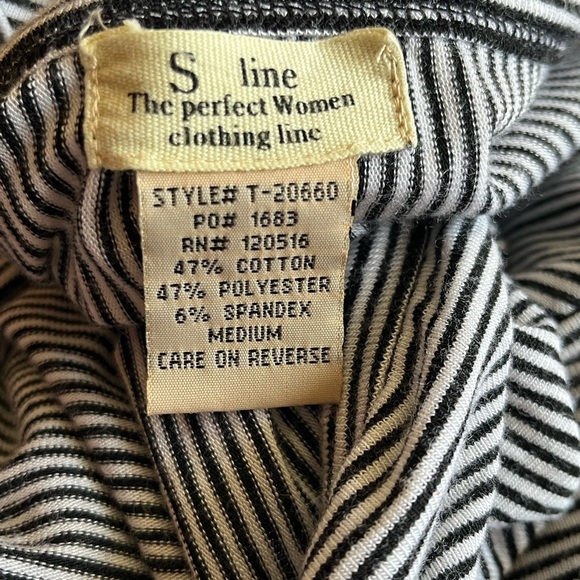 S line
The perfect Women
clothing line
STYLE# T-20660
PO# 1683
RN# 120516
47% COTTON
47% POLYESTER
6% SPANDEX
MEDIUM
CARE ON REVERSE